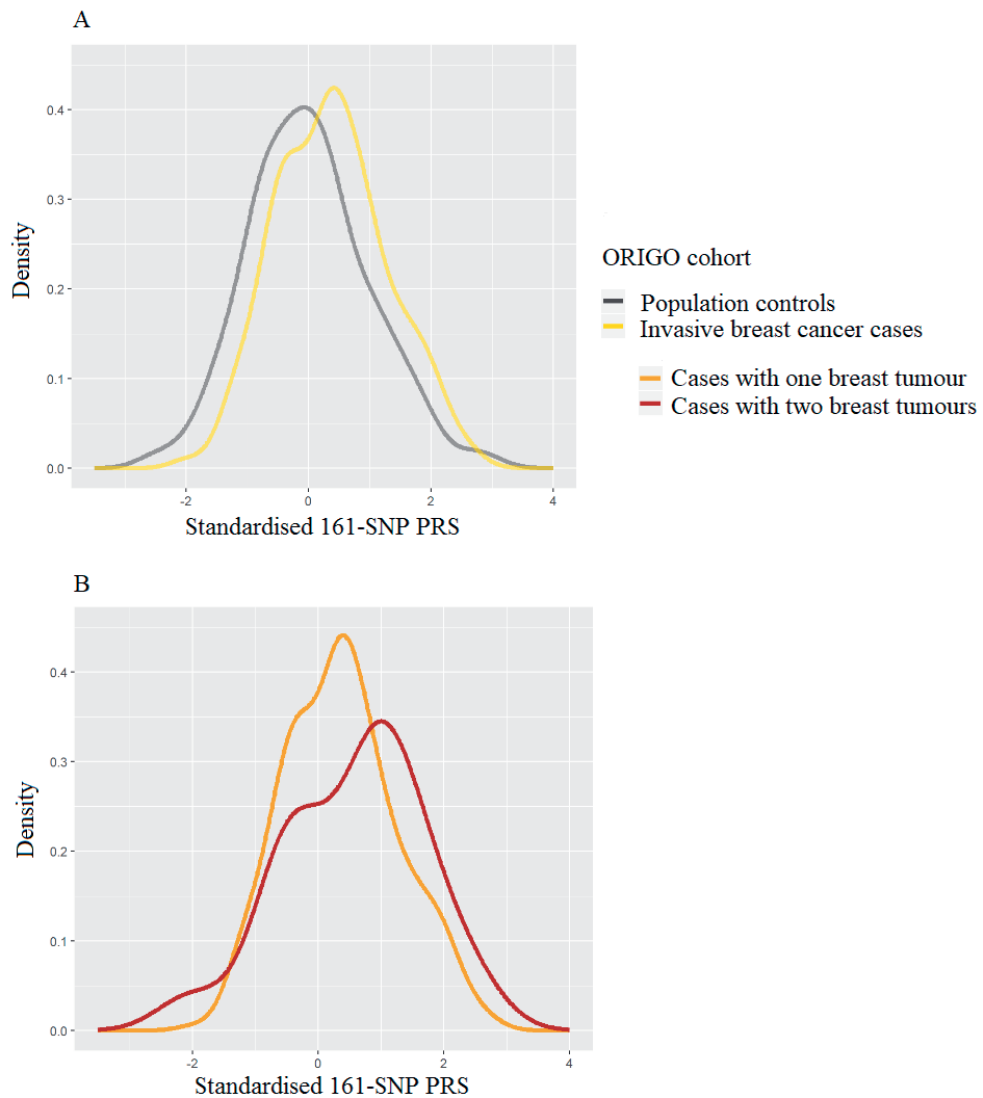 A
0.4
0.3
0.2
0.1
0.0
Density
-2
0
2
4
Standardised 161-SNP PRS
ORIGO cohort
Population controls
Invasive breast cancer cases
Cases with one breast tumour
Cases with two breast tumours
B
0.4
0.3
0.2
0.1
0.0
Density
-2
0
2
4
Standardised 161-SNP PRS